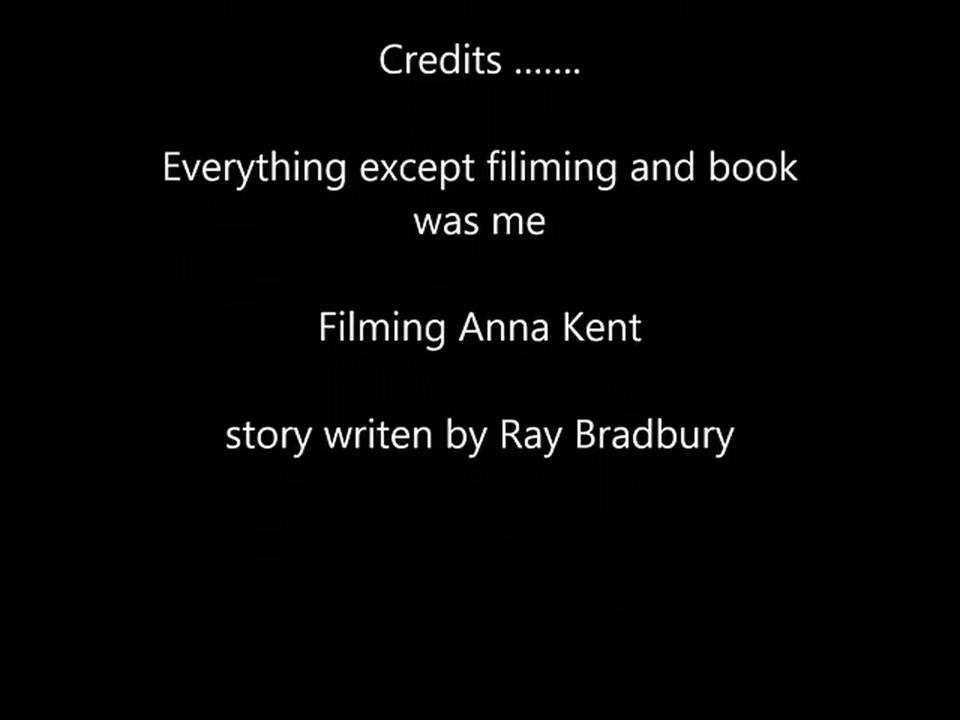 Credits .......
Everything except filiming and book
was me
Filming Anna Kent
story writen by Ray Bradbury